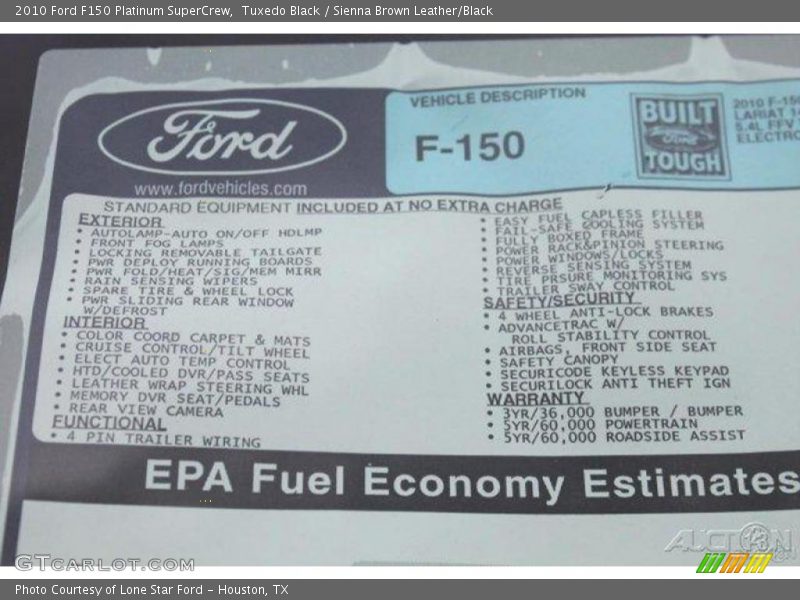 2010 Ford F150 Platinum SuperCrew, Tuxedo Black / Sienna Brown Leather/Black
Ford
www.fordvehicles.com
VEHICLE DESCRIPTION
F-150
BUILT
Ford
TOUGH
2010 F-150
LARIAT
5.4L FFV
ELECTRO
STANDARD EQUIPMENT INCLUDED AT NO EXTRA CHARGE
EXTERIOR
• AUTOLAMP-AUTO ON/OFF HDLMP
• FRONT FOG LAMPS
• LOCKING REMOVABLE TAILGATE
• PWR DEPLOY RUNNING BOARDS
• PWR FOLD/HEAT/SIG/MEM MIRR
• RAIN SENSING WIPERS
• SPARE TIRE & WHEEL LOCK
• PWR SLIDING REAR WINDOW
W/DEFROST
INTERIOR
• COLOR COORD CARPET & MATS
• CRUISE CONTROL/TILT WHEEL
• ELECT AUTO TEMP CONTROL
• HTD/COOLED DVR/PASS SEATS
• LEATHER WRAP STEERING WHL
• MEMORY DVR SEAT/PEDALS
• REAR VIEW CAMERA
FUNCTIONAL
• 4 PIN TRAILER WIRING
• EASY FUEL CAPLESS FILLER
• FAIL-SAFE COOLING SYSTEM
• FULLY BOXED FRAME
• POWER RACK&PINION STEERING
• POWER WINDOWS/LOCKS
• REVERSE SENSING SYSTEM
• TIRE PESURE MONITORING SYS
• TRAILER SWAY CONTROL
SAFETY/SECURITY
• 4 WHEEL ANTI-LOCK BRAKES
• ADVANCETRAC W/
ROLL STABILITY CONTROL
• AIRBAGS, FRONT SIDE SEAT
• SAFETY CANOPY
• SECURICODE KEYLESS KEYPAD
• SECURILOCK ANTI THEFT IGN
WARRANTY
• 3YR/36,000 BUMPER / BUMPER
• 5YR/60,000 POWERTRAIN
• 5YR/60,000 ROADSIDE ASSIST
EPA Fuel Economy Estimates
AUCTION123
GTCARLOT.COM
Photo Courtesy of Lone Star Ford - Houston, TX